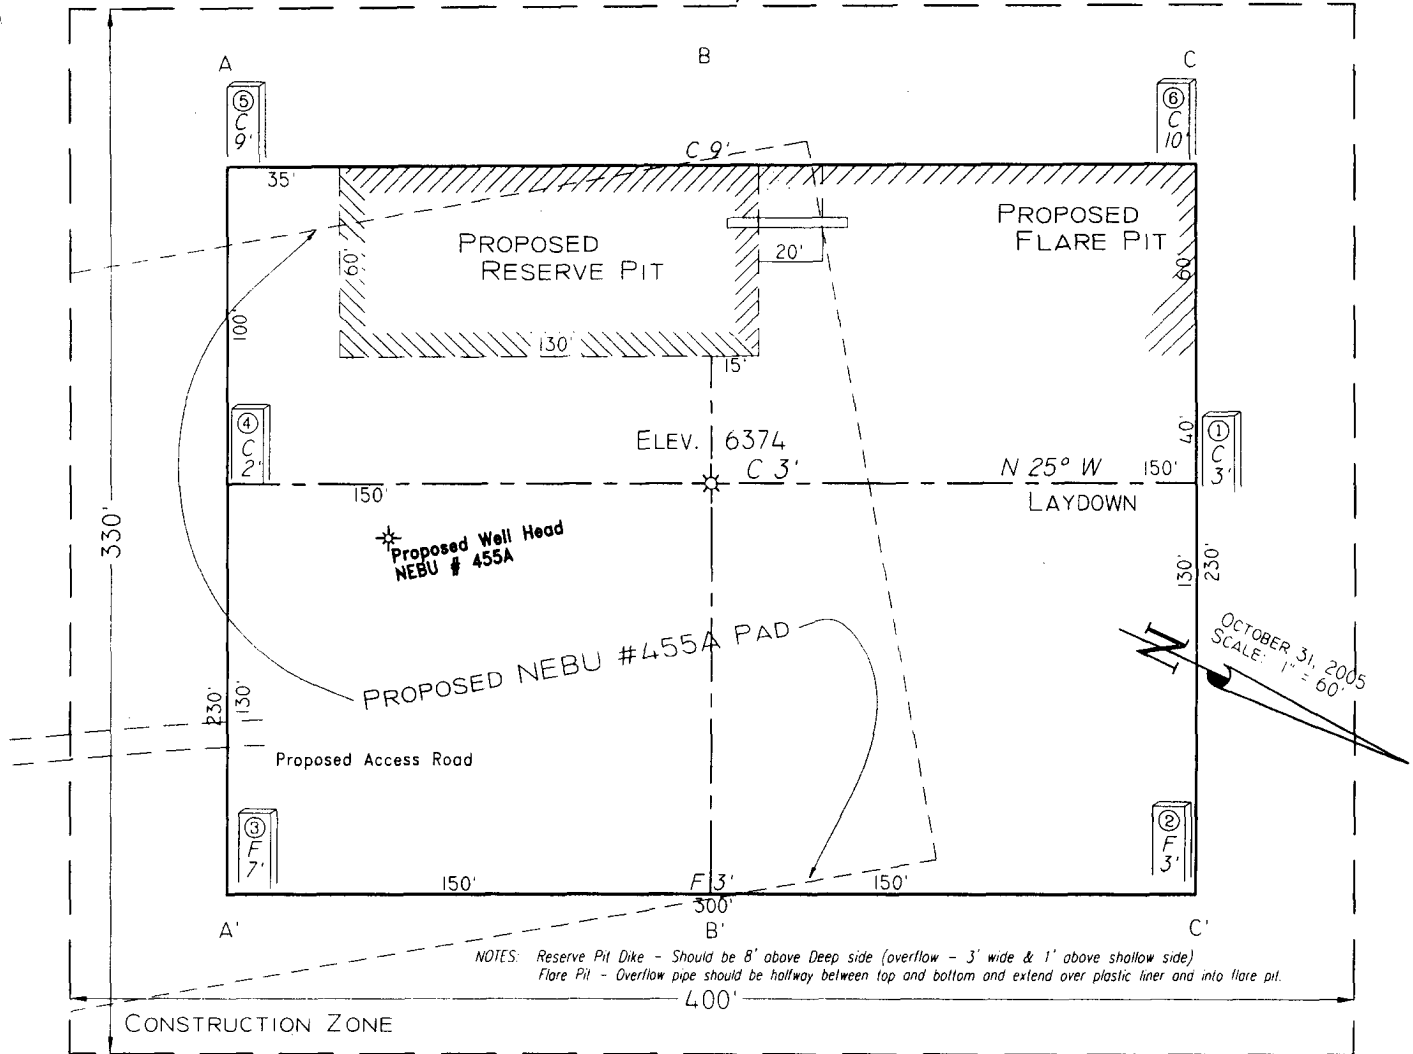 A
B
C
⑤
C
9'
⑥
C
10'
C 9'
35'
PROPOSED
RESERVE PIT
60'
20'
PROPOSED
FLARE PIT
60'
100'
130'
15'
④
C
2'
ELEV. 6374
C 3'
N 25° W
150'
40'
①
C
3'
150'
LAYDOWN
330'
Proposed Well Head
NEBU # 455A
130'
230'
PROPOSED NEBU #455A PAD
N
OCTOBER 31, 2005
SCALE: 1" = 60'
230'
130'
Proposed Access Road
③
F
7'
②
F
3'
150'
F 3'
150'
300'
A'
B'
C'
NOTES: Reserve Pit Dike - Should be 8' above Deep side (overflow - 3' wide & 1' above shallow side)
Flare Pit - Overflow pipe should be halfway between top and bottom and extend over plastic liner and into flare pit.
400'
CONSTRUCTION ZONE